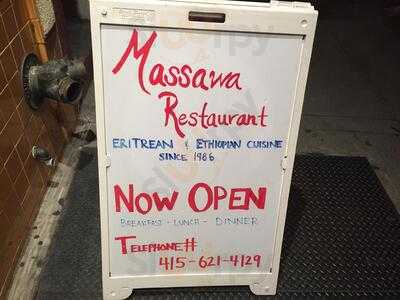 Massawa
Restaurant
ERITREAN & ETHIOPIAN CUISINE
SINCE 1986
NOW OPEN
BREAKFAST - LUNCH - DINNER
TELEPHONE #
415-621-4129